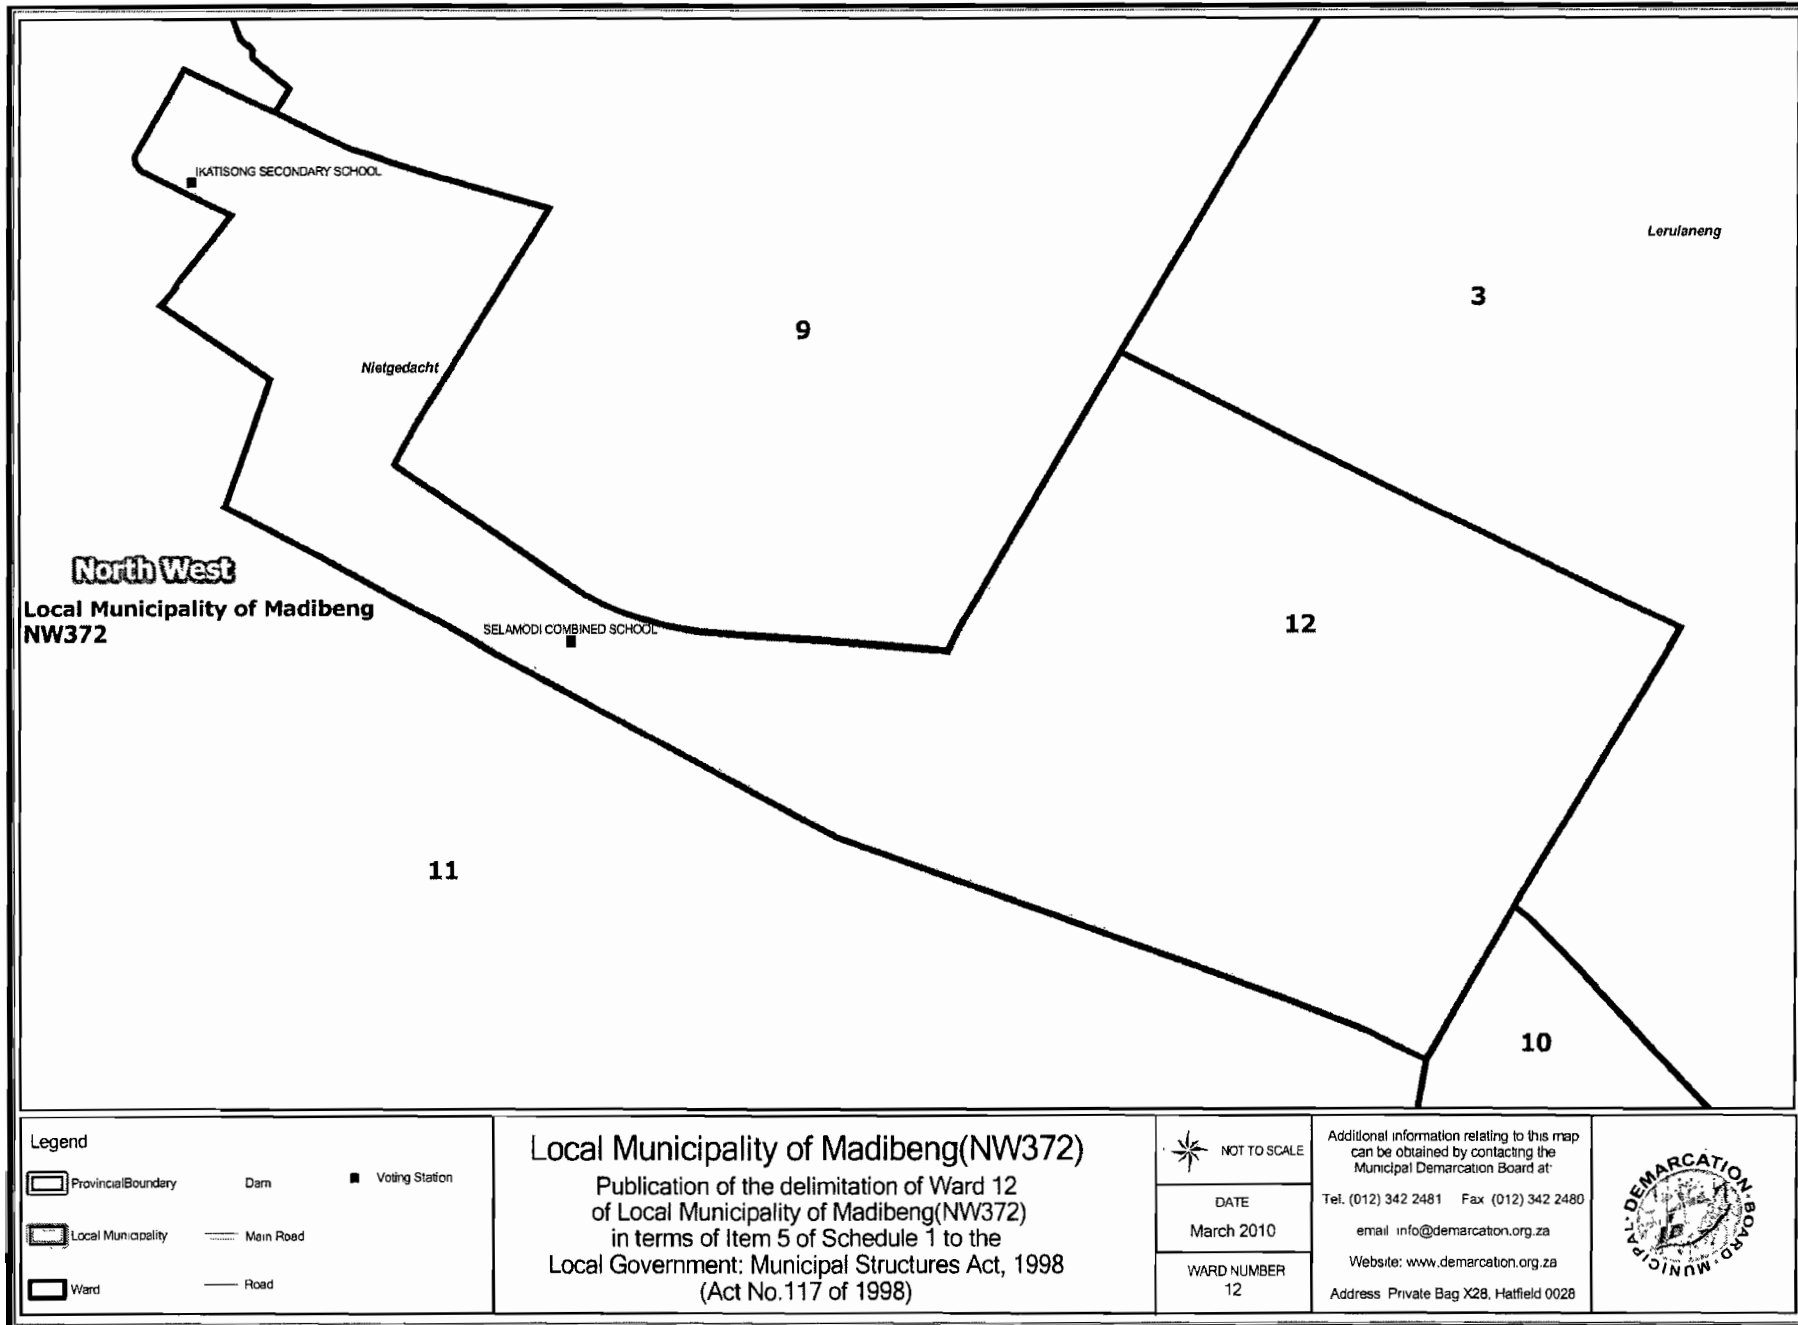 IKATISONG SECONDARY SCHOOL
Lerulaneng
3
9
Nietgedacht
North West
Local Municipality of Madibeng
NW372
SELAMODI COMBINED SCHOOL
12
11
10
Legend
ProvincialBoundary
Dam
Voting Station
Local Municipality
Main Road
Ward
Road
Local Municipality of Madibeng(NW372)
Publication of the delimitation of Ward 12
of Local Municipality of Madibeng(NW372)
in terms of Item 5 of Schedule 1 to the
Local Government: Municipal Structures Act, 1998
(Act No.117 of 1998)
NOT TO SCALE
DATE
March 2010
WARD NUMBER
12
Additional information relating to this map
can be obtained by contacting the
Municipal Demarcation Board at:
Tel. (012) 342 2481 Fax (012) 342 2480
email info@demarcation.org.za
Website: www.demarcation.org.za
Address Private Bag X28, Hatfield 0028
MUNICIPAL DEMARCATION BOARD